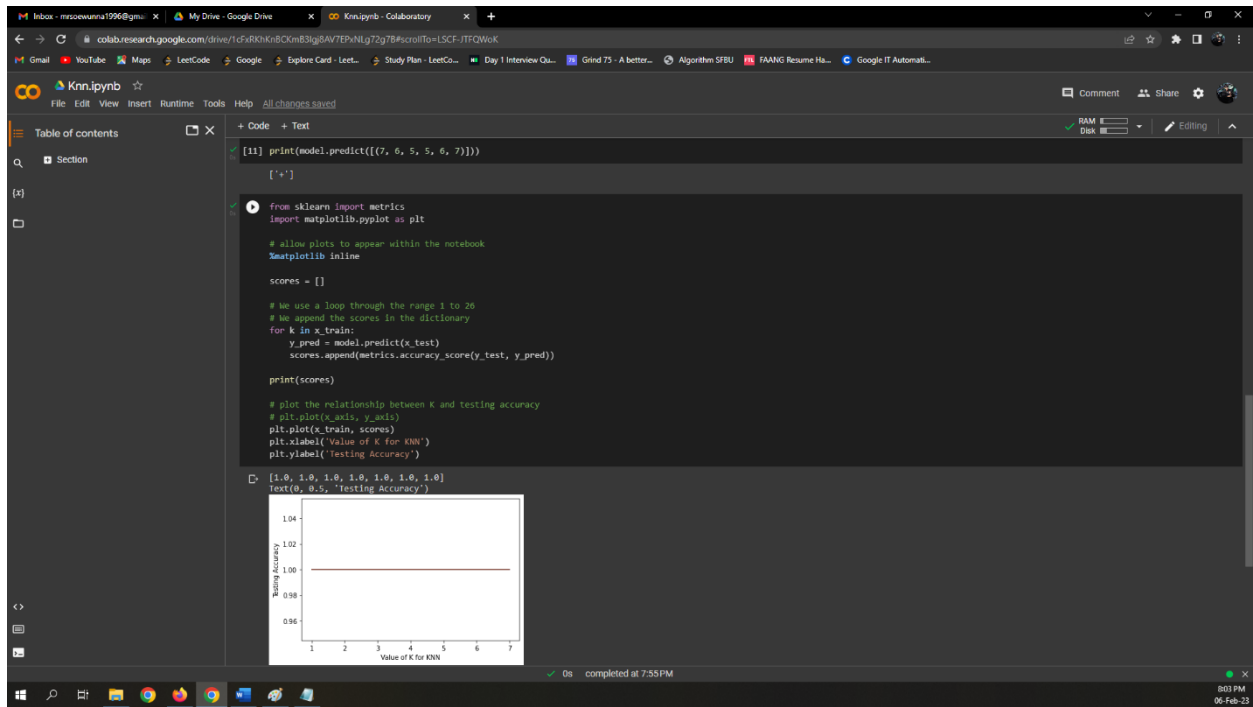 Inbox - mrsoewunna1996@gma
My Drive - Google Drive
Knn.ipynb - Colaboratory
colab.research.google.com/drive/1cFxRKhKnBCKmB3lgj8AV7EPxNLg72g7B#scrollTo=LSCF-JTFQWoK
Gmail YouTube Maps LeetCode Google Explore Card - Leet... Study Plan - LeetCo... Day 1 Interview Qu... Grind 75 - A better... Algorithm SFBU FAANG Resume Ha... Google IT Automati...
Knn.ipynb
Comment Share
File Edit View Insert Runtime Tools Help All changes saved
Table of contents
+ Code + Text
RAM
Disk
Editing
Section
{x}
[11] print(model.predict([(7, 6, 5, 5, 6, 7)]))
['+']
from sklearn import metrics
import matplotlib.pyplot as plt
# allow plots to appear within the notebook
%matplotlib inline
scores = []
# We use a loop through the range 1 to 26
# We append the scores in the dictionary
for k in x_train:
y_pred = model.predict(x_test)
scores.append(metrics.accuracy_score(y_test, y_pred))
print(scores)
# plot the relationship between K and testing accuracy
# plt.plot(x_axis, y_axis)
plt.plot(x_train, scores)
plt.xlabel('Value of K for KNN')
plt.ylabel('Testing Accuracy')
[1.0, 1.0, 1.0, 1.0, 1.0, 1.0, 1.0]
Text(0, 0.5, 'Testing Accuracy')
1.04
1.02
1.00
0.98
0.96
Testing Accuracy
1 2 3 4 5 6 7
Value of K for KNN
0s completed at 7:55 PM
8:03 PM
06-Feb-23